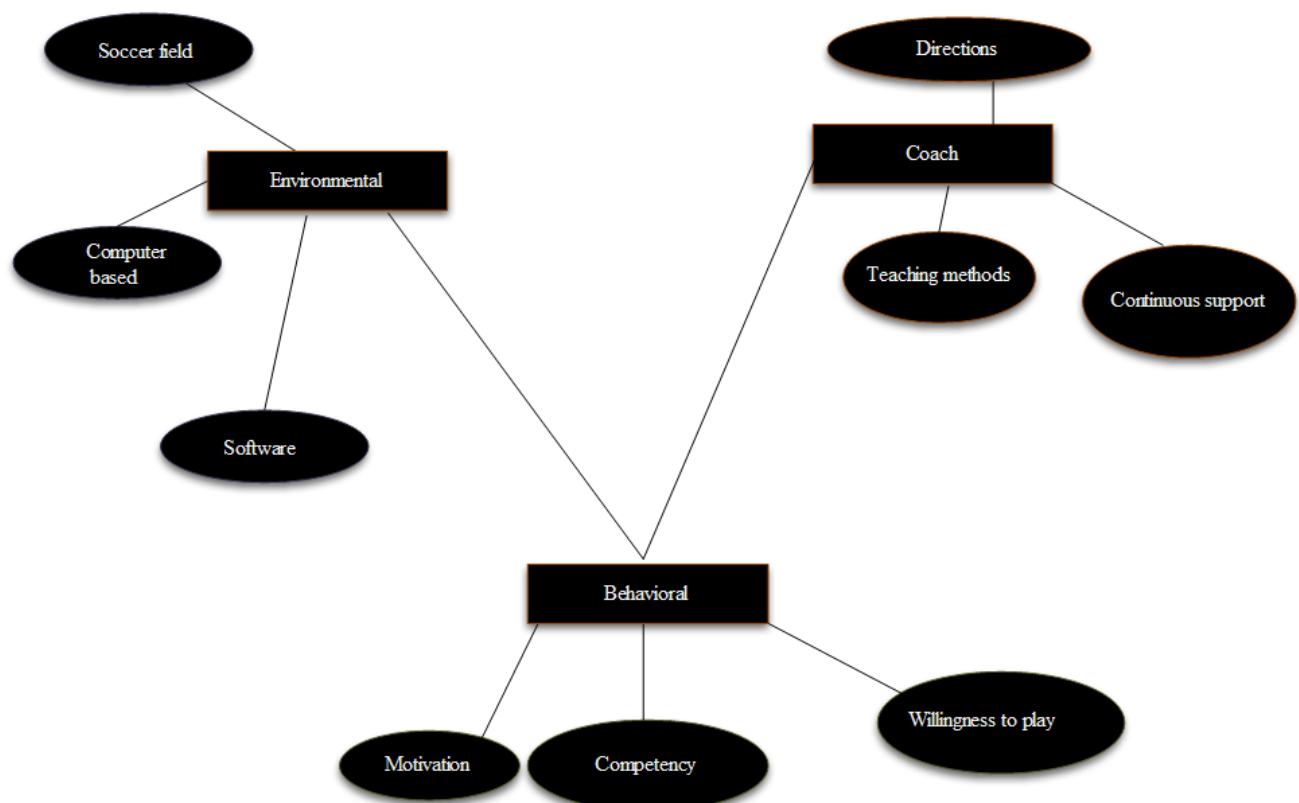 Soccer field
Directions
Environmental
Coach
Computer
based
Teaching methods
Continuous support
Software
Behavioral
Motivation
Competency
Willingness to play